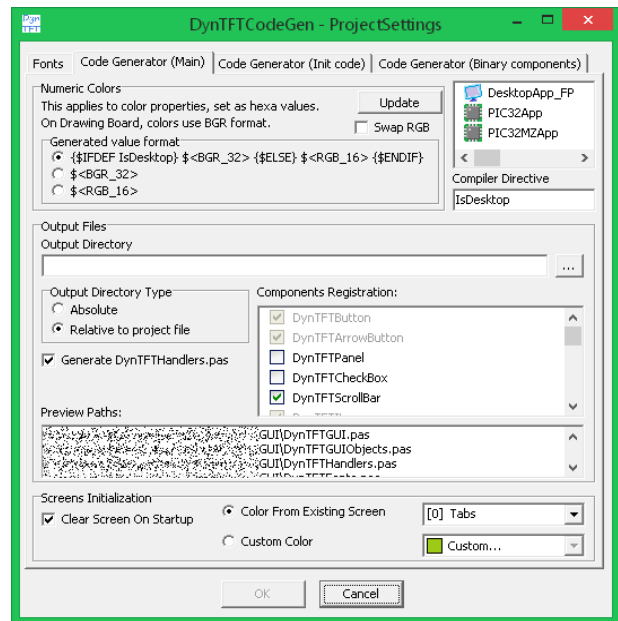 Dyn
TFT
DynTFTCodeGen - ProjectSettings
Fonts
Code Generator (Main)
Code Generator (Init code)
Code Generator (Binary components)
Numeric Colors
This applies to color properties, set as hexa values.
On Drawing Board, colors use BGR format.
Update
Swap RGB
Generated value format
{$IFDEF IsDesktop} $<BGR_32> {$ELSE} $<RGB_16> {$ENDIF}
$<BGR_32>
$<RGB_16>
DesktopApp_FP
PIC32App
PIC32MZApp
Compiler Directive
IsDesktop
Output Files
Output Directory
...
Output Directory Type
Absolute
Relative to project file
Generate DynTFTHandlers.pas
Components Registration:
DynTFTButton
DynTFTArrowButton
DynTFTPanel
DynTFTCheckBox
DynTFTScrollBar
Preview Paths:
GUI\DynTFTGUI.pas
GUI\DynTFTGUIObjects.pas
GUI\DynTFTHandlers.pas
Screens Initialization
Clear Screen On Startup
Color From Existing Screen
[0] Tabs
Custom Color
Custom...
OK
Cancel